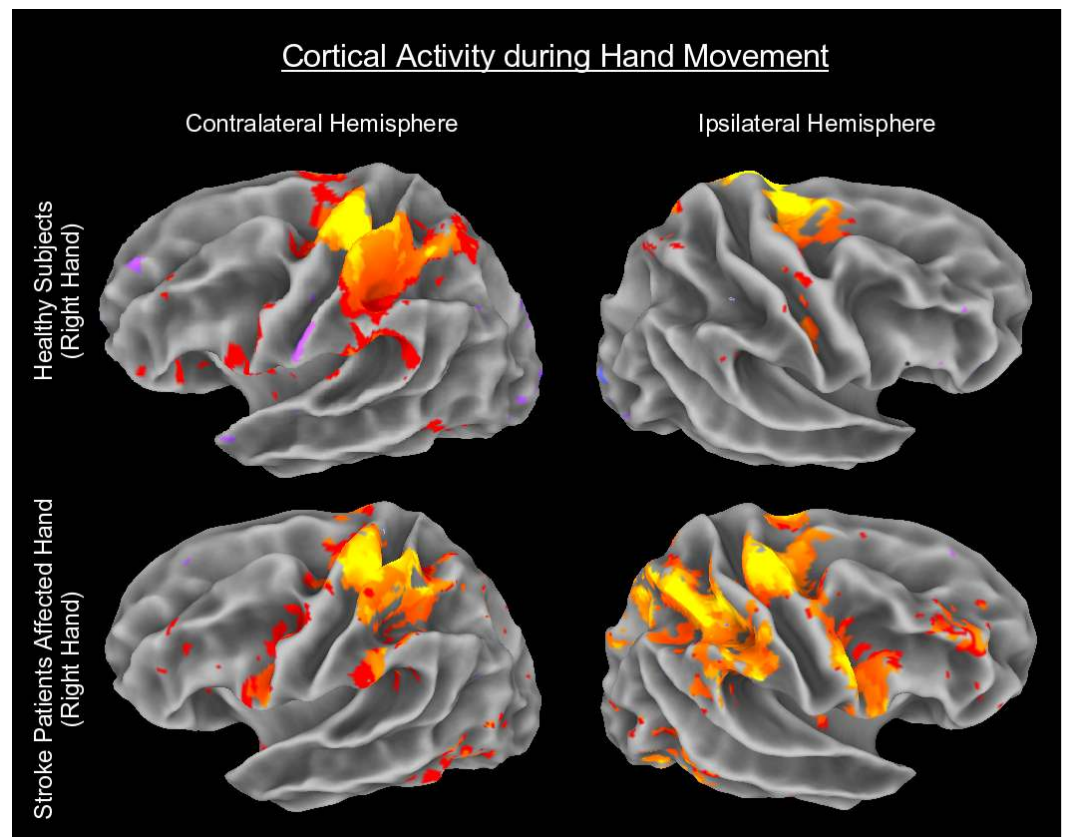 Cortical Activity during Hand Movement
Contralateral Hemisphere
Ipsilateral Hemisphere
Healthy Subjects
(Right Hand)
Stroke Patients Affected Hand
(Right Hand)